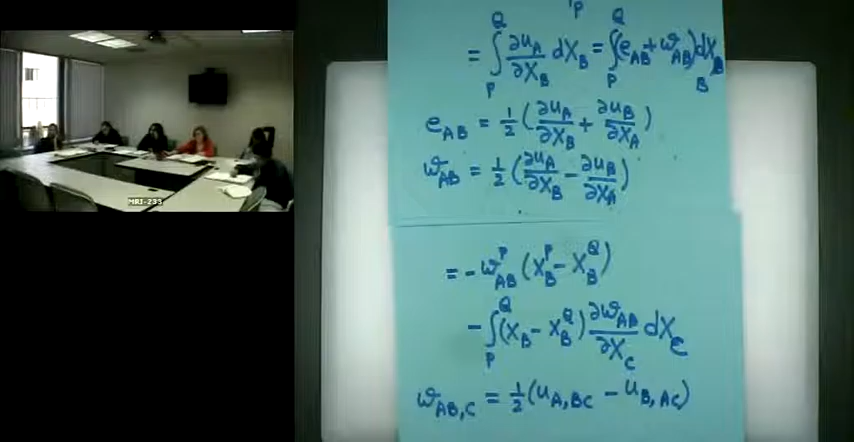 = ∫_P^Q ∂u_A/∂X_B dX_B = ∫_P^Q (e_AB + ω_AB) dX_B
e_AB = 1/2 (∂u_A/∂X_B + ∂u_B/∂X_A)
ω_AB = 1/2 (∂u_A/∂X_B - ∂u_B/∂X_A)
= - ω_AB^P (X_B^P - X_B^Q)
- ∫_P^Q (X_B - X_B^Q) ∂ω_AB/∂X_C dX_C
ω_AB,C = 1/2 (u_A,BC - u_B,AC)
MRI-233